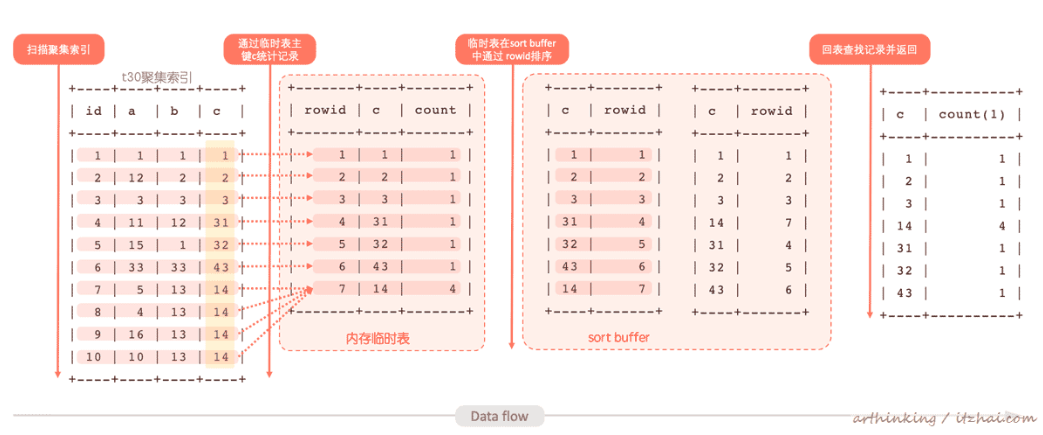 扫描聚集索引
通过临时表主
键c统计记录
临时表在sort buffer
中通过 rowid排序
回表查找记录并返回
t30聚集索引
+----+----+----+----+
| id | a | b | c |
+----+----+----+----+
| 1 | 1 | 1 | 1 |
| 2 | 12 | 2 | 2 |
| 3 | 3 | 3 | 3 |
| 4 | 11 | 12 | 31 |
| 5 | 15 | 1 | 32 |
| 6 | 33 | 33 | 43 |
| 7 | 5 | 13 | 14 |
| 8 | 4 | 13 | 14 |
| 9 | 16 | 13 | 14 |
| 10 | 10 | 13 | 14 |
+----+----+----+----+
+-------+----+-------+
| rowid | c | count |
+-------+----+-------+
| 1 | 1 | 1 |
| 2 | 2 | 1 |
| 3 | 3 | 1 |
| 4 | 31 | 1 |
| 5 | 32 | 1 |
| 6 | 43 | 1 |
| 7 | 14 | 4 |
+-------+----+-------+
内存临时表
+----+-------+
| c | rowid |
+----+-------+
| 1 | 1 |
| 2 | 2 |
| 3 | 3 |
| 31 | 4 |
| 32 | 5 |
| 43 | 6 |
| 14 | 7 |
+----+-------+
+----+-------+
| c | rowid |
+----+-------+
| 1 | 1 |
| 2 | 2 |
| 3 | 3 |
| 14 | 7 |
| 31 | 4 |
| 32 | 5 |
| 43 | 6 |
+----+-------+
sort buffer
+----+----------+
| c | count(1) |
+----+----------+
| 1 | 1 |
| 2 | 1 |
| 3 | 1 |
| 14 | 4 |
| 31 | 1 |
| 32 | 1 |
| 43 | 1 |
+----+----------+
Data flow
arthinking / itzhai.com